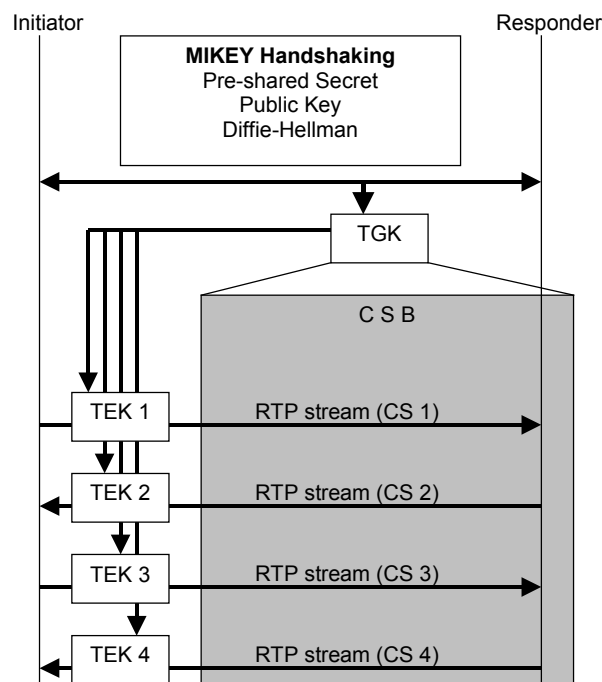 Initiator
Responder
MIKEY Handshaking
Pre-shared Secret
Public Key
Diffie-Hellman
TGK
C S B
TEK 1
RTP stream (CS 1)
TEK 2
RTP stream (CS 2)
TEK 3
RTP stream (CS 3)
TEK 4
RTP stream (CS 4)